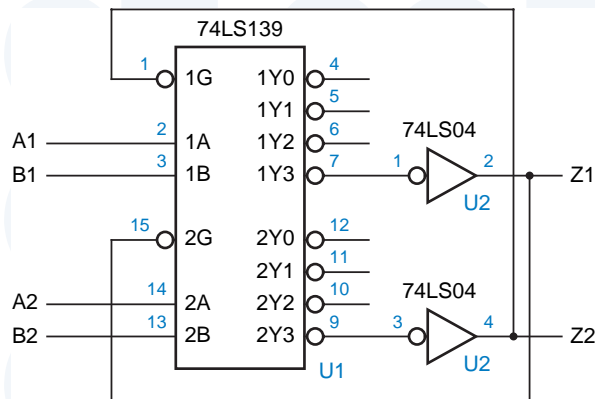 74LS139
1 1G 1Y0 4
1Y1 5
A1 2 1A 1Y2 6 74LS04
B1 3 1B 1Y3 7 1 2 Z1
U2
15 2G 2Y0 12
2Y1 11
A2 14 2A 2Y2 10 74LS04
B2 13 2B 2Y3 9 3 4 Z2
U1 U2